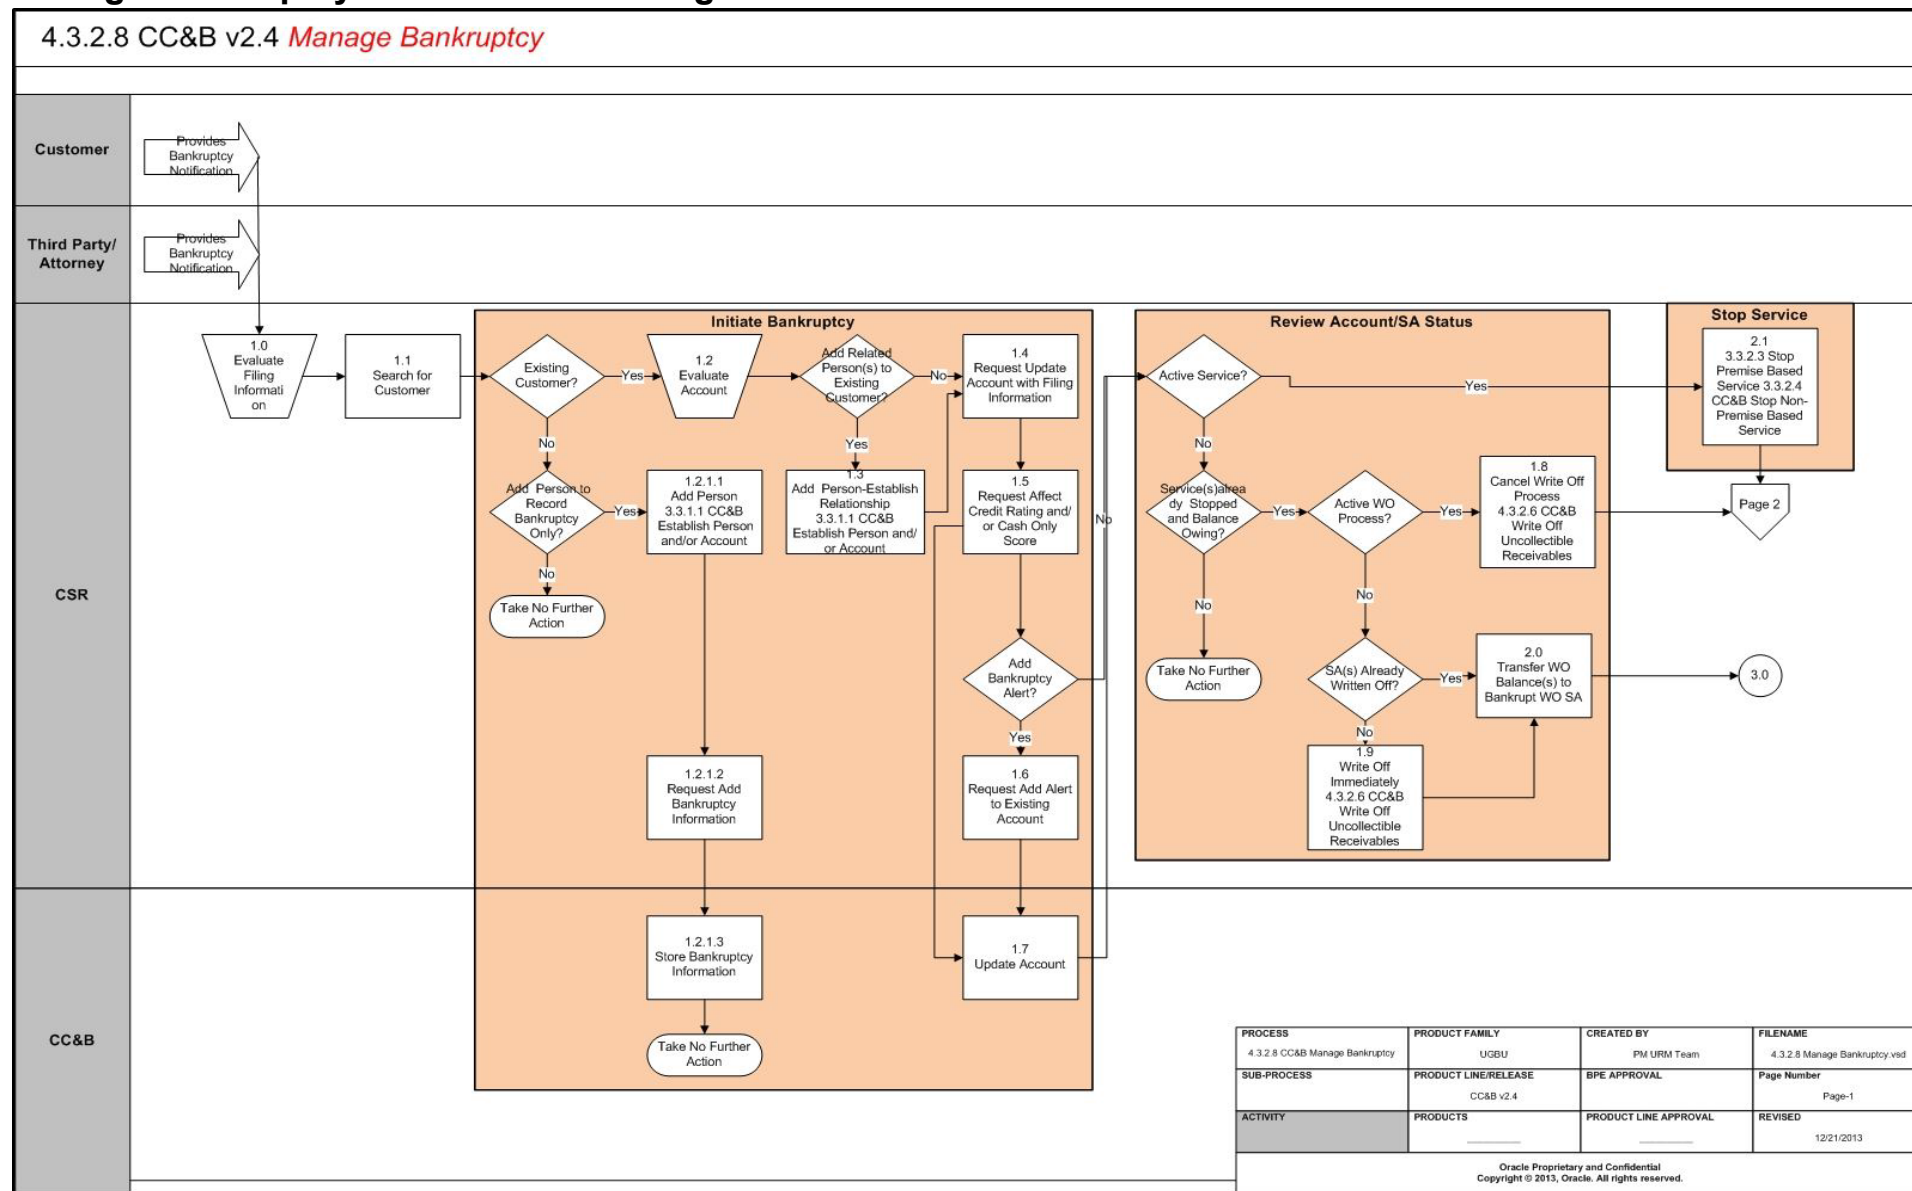 4.3.2.8 CC&B v2.4 Manage Bankruptcy
Customer
Provides
Bankruptcy
Notification
Third Party/
Attorney
Provides
Bankruptcy
Notification
CSR
1.0
Evaluate
Filing
Informati
on
1.1
Search for
Customer
Initiate Bankruptcy
Existing
Customer?
Yes
1.2
Evaluate
Account
Add Related
Person(s) to
Existing
Customer?
No
1.4
Request Update
Account with Filing
Information
No
Yes
Add Person to
Record
Bankruptcy
Only?
Yes
1.2.1.1
Add Person
3.3.1.1 CC&B
Establish Person
and/or Account
1.3
Add Person-Establish
Relationship
3.3.1.1 CC&B
Establish Person and/
or Account
1.5
Request Affect
Credit Rating and/
or Cash Only
Score
No
No
Take No Further
Action
Add
Bankruptcy
Alert?
Yes
1.2.1.2
Request Add
Bankruptcy
Information
1.6
Request Add Alert
to Existing
Account
Review Account/SA Status
Active Service?
Yes
No
Service(s)alrea
dy Stopped
and Balance
Owing?
Yes
Active WO
Process?
Yes
1.8
Cancel Write Off
Process
4.3.2.6 CC&B
Write Off
Uncollectible
Receivables
No
No
Take No Further
Action
SA(s) Already
Written Off?
Yes
2.0
Transfer WO
Balance(s) to
Bankrupt WO SA
No
1.9
Write Off
Immediately
4.3.2.6 CC&B
Write Off
Uncollectible
Receivables
Stop Service
2.1
3.3.2.3 Stop
Premise Based
Service 3.3.2.4
CC&B Stop Non-
Premise Based
Service
Page 2
3.0
CC&B
1.2.1.3
Store Bankruptcy
Information
1.7
Update Account
Take No Further
Action
PROCESS
4.3.2.8 CC&B Manage Bankruptcy
PRODUCT FAMILY
UGBU
CREATED BY
PM URM Team
FILENAME
4.3.2.8 Manage Bankruptcy.vsd
SUB-PROCESS
PRODUCT LINE/RELEASE
CC&B v2.4
BPE APPROVAL
Page Number
Page-1
ACTIVITY
PRODUCTS
PRODUCT LINE APPROVAL
REVISED
12/21/2013
Oracle Proprietary and Confidential
Copyright © 2013, Oracle. All rights reserved.